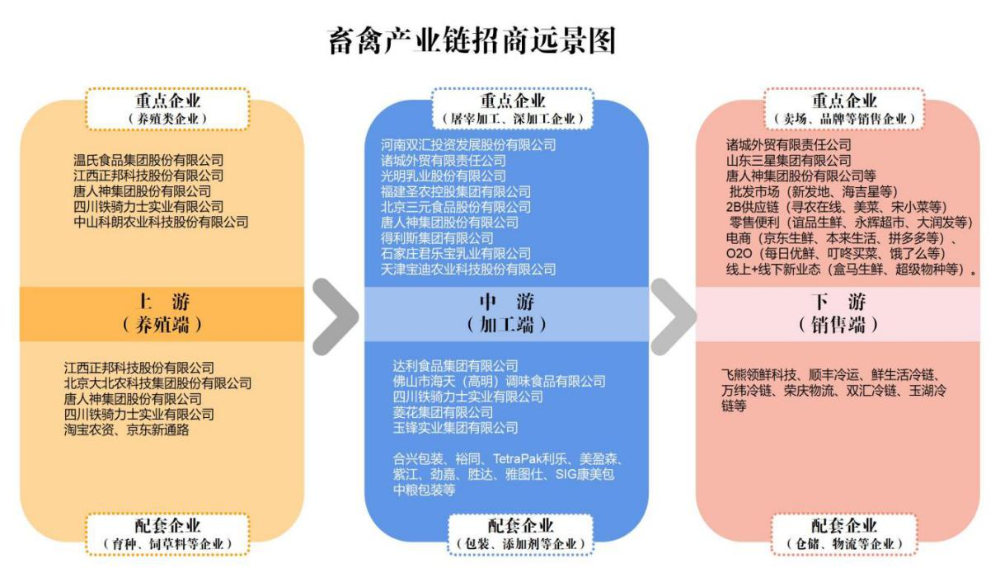 畜禽产业链招商远景图
重点企业
（养殖类企业）
温氏食品集团股份有限公司
江西正邦科技股份有限公司
唐人神集团股份有限公司
四川铁骑力士实业有限公司
中山科朗农业科技股份有限公司
上 游
（养殖端）
江西正邦科技股份有限公司
北京大北农科技集团股份有限公司
唐人神集团股份有限公司
四川铁骑力士实业有限公司
淘宝农资、京东新通路
配套企业
（育种、饲草料等企业）
重点企业
（屠宰加工、深加工企业）
河南双汇投资发展股份有限公司
诸城外贸有限责任公司
光明乳业股份有限公司
福建圣农控股集团有限公司
北京三元食品股份有限公司
唐人神集团股份有限公司
得利斯集团有限公司
石家庄君乐宝乳业有限公司
天津宝迪农业科技股份有限公司
中 游
（加工端）
达利食品集团有限公司
佛山市海天（高明）调味食品有限公司
四川铁骑力士实业有限公司
菱花集团有限公司
玉锋实业集团有限公司
合兴包装、裕同、TetraPak利乐、美盈森、
紫江、劲嘉、胜达、雅图仕、SIG康美包
中粮包装等
配套企业
（包装、添加剂等企业）
重点企业
（卖场、品牌等销售企业）
诸城外贸有限责任公司
山东三星集团有限公司
唐人神集团股份有限公司等
批发市场（新发地、海吉星等）
2B供应链（寻农在线、美菜、宋小菜等）
零售便利（谊品生鲜、永辉超市、大润发等）
电商（京东生鲜、本来生活、拼多多等）、
O2O（每日优鲜、叮咚买菜、饿了么等）
线上+线下新业态（盒马生鲜、超级物种等）。
下 游
（销售端）
飞熊领鲜科技、顺丰冷运、鲜生活冷链、
万纬冷链、荣庆物流、双汇冷链、玉湖冷
链等
配套企业
（仓储、物流等企业）